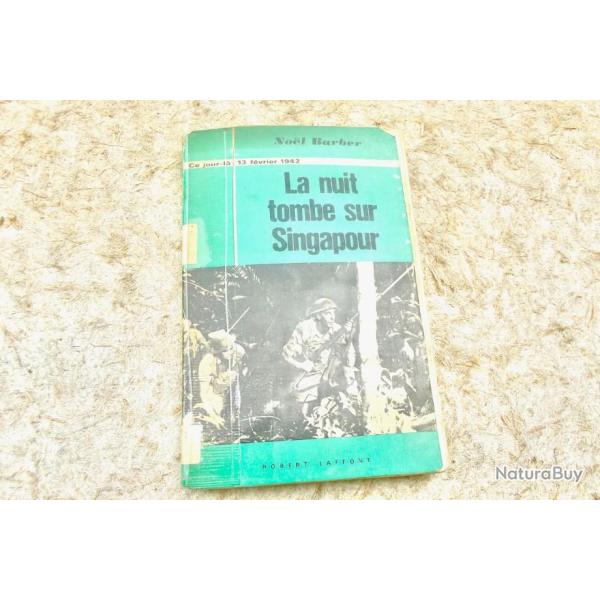 Noël Barber
Ce jour-là: 13 février 1942
La nuit
tombe sur
Singapour
ROBERT LAFFONT
NaturaBuy